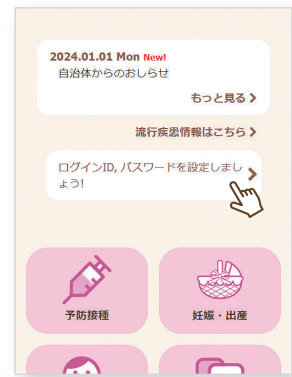 2024.01.01 Mon New!
自治体からのおしらせ
もっと見る
流行疾患情報はこちら
ログインID, パスワードを設定しまし
ょう!
予防接種
妊娠・出産